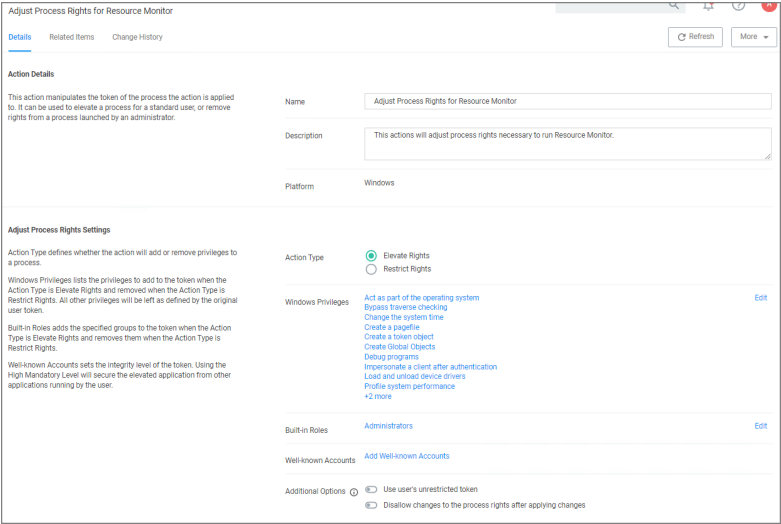 Adjust Process Rights for Resource Monitor
A
Details
Related Items
Change History
Refresh
More
Action Details
This action manipulates the token of the process the action is applied
to. It can be used to elevate a process for a standard user, or remove
rights from a process launched by an administrator.
Name
Adjust Process Rights for Resource Monitor
Description
This actions will adjust process rights necessary to run Resource Monitor.
Platform
Windows
Adjust Process Rights Settings
Action Type defines whether the action will add or remove privileges to
a process.
Windows Privileges lists the privileges to add to the token when the
Action Type is Elevate Rights and removed when the Action Type is
Restrict Rights. All other privileges will be left as defined by the original
user token.
Built-in Roles adds the specified groups to the token when the Action
Type is Elevate Rights and removes them when the Action Type is
Restrict Rights.
Well-known Accounts sets the integrity level of the token. Using the
High Mandatory Level will secure the elevated application from other
applications running by the user.
Action Type
Elevate Rights
Restrict Rights
Windows Privileges
Act as part of the operating system
Edit
Bypass traverse checking
Change the system time
Create a pagefile
Create a token object
Create Global Objects
Debug programs
Impersonate a client after authentication
Load and unload device drivers
Profile system performance
+2 more
Built-in Roles
Administrators
Edit
Well-known Accounts
Add Well-known Accounts
Additional Options
Use user's unrestricted token
Disallow changes to the process rights after applying changes